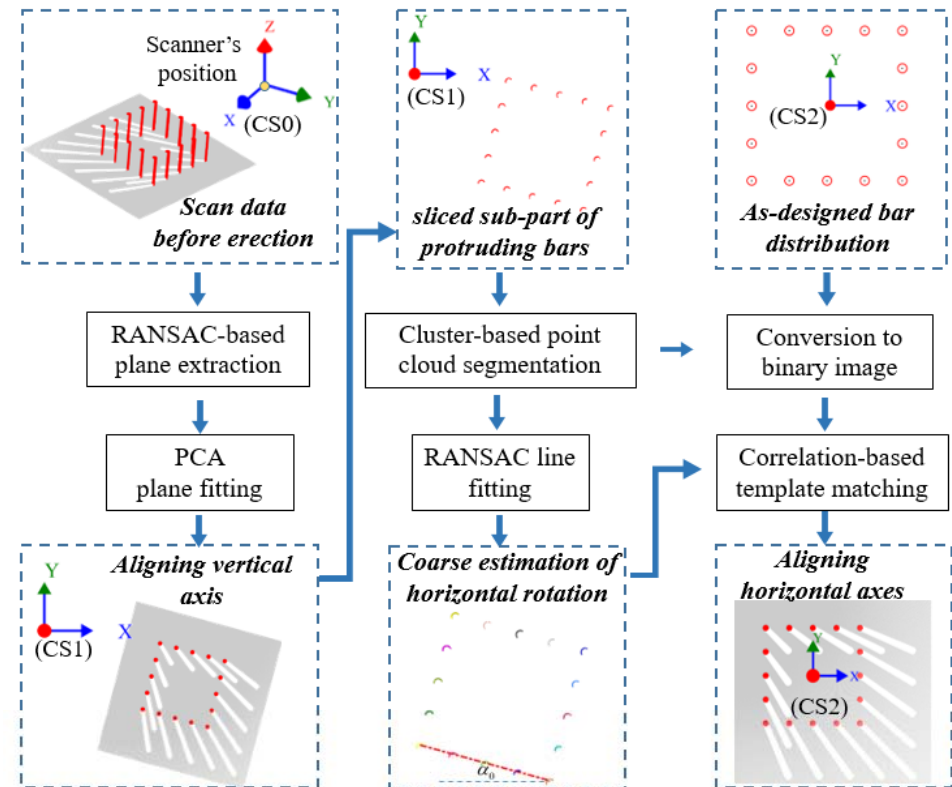 Scanner's
position
Z
Y
X
(CS0)
Scan data
before erection
RANSAC-based
plane extraction
PCA
plane fitting
Aligning vertical
axis
Y
X
(CS1)
Y
X
(CS1)
sliced sub-part of
protruding bars
Cluster-based point
cloud segmentation
RANSAC line
fitting
Coarse estimation of
horizontal rotation
α₀
Y
X
(CS2)
As-designed bar
distribution
Conversion to
binary image
Correlation-based
template matching
Aligning
horizontal axes
Y
X
(CS2)